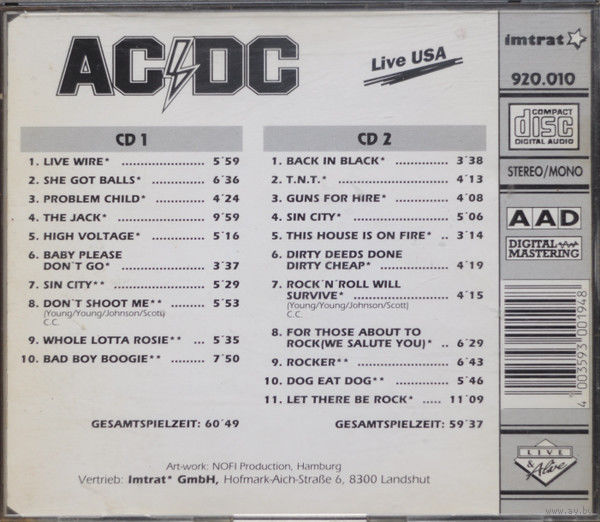 AC DC
Live USA
imtrat
920.010
COMPACT
disc
DIGITAL AUDIO
STEREO/MONO
AAD
DIGITAL
MASTERING
4 003593 001948
LIVE
& Alive
CD 1
1. LIVE WIRE* .................... 5´59
2. SHE GOT BALLS* ............... 6´36
3. PROBLEM CHILD* ............ 4´24
4. THE JACK* ..................... 9´59
5. HIGH VOLTAGE* ............... 5´16
6. BABY PLEASE
DON´T GO* ..................... 3´37
7. SIN CITY** ..................... 5´29
8. DON´T SHOOT ME** ......... 5´53
(Young/Young/Johnson/Scott)
C.C.
9. WHOLE LOTTA ROSIE** ... 5´35
10. BAD BOY BOOGIE** ......... 7´50
GESAMTSPIELZEIT: 60´49
CD 2
1. BACK IN BLACK* ............... 3´38
2. T.N.T.* ........................... 4´13
3. GUNS FOR HIRE* ............ 4´08
4. SIN CITY* ..................... 5´06
5. THIS HOUSE IS ON FIRE* .. 3´14
6. DIRTY DEEDS DONE
DIRTY CHEAP* ............... 4´19
7. ROCK´N´ROLL WILL
SURVIVE* ..................... 4´15
(Young/Young/Johnson/Scott)
C.C.
8. FOR THOSE ABOUT TO
ROCK(WE SALUTE YOU)* .. 6´29
9. ROCKER** ..................... 6´43
10. DOG EAT DOG** ............ 5´46
11. LET THERE BE ROCK* ..... 11´09
GESAMTSPIELZEIT: 59´37
Art-work: NOFI Production, Hamburg
Vertrieb: Imtrat* GmbH, Hofmark-Aich-Straße 6, 8300 Landshut
www.ay.by